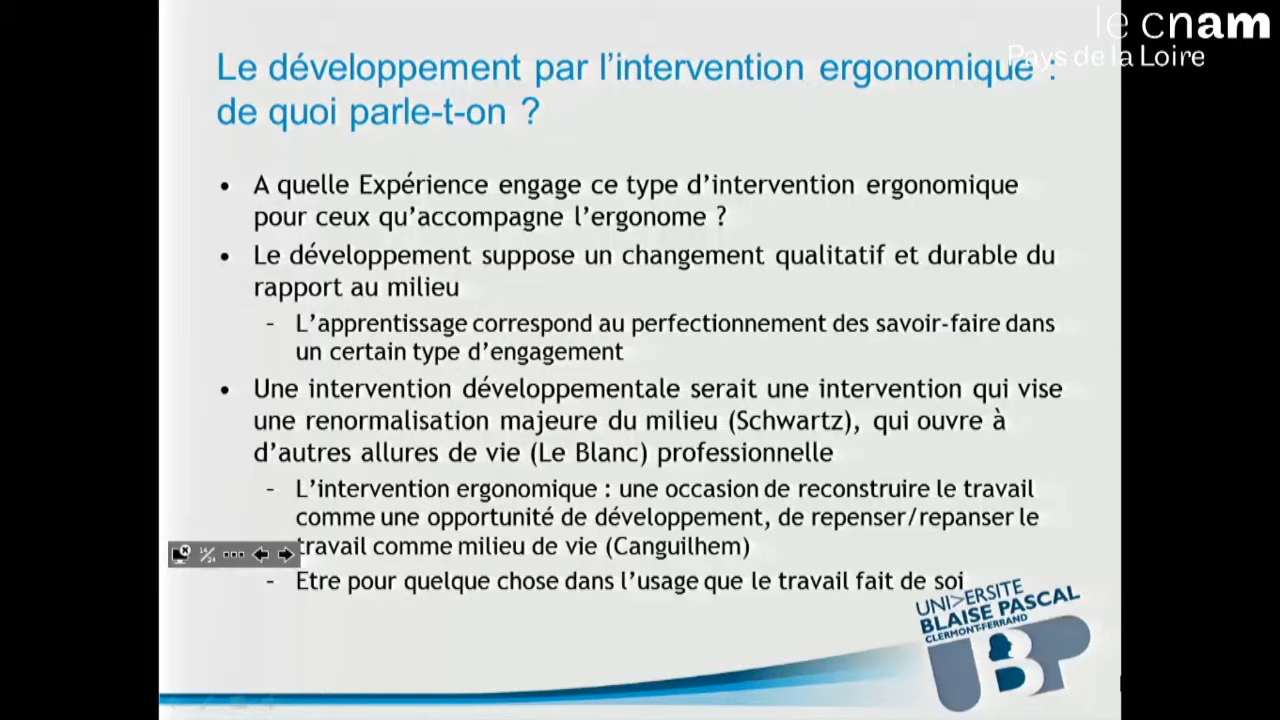 le cnam
Pays de la Loire
Le développement par l’intervention ergonomique :
de quoi parle-t-on ?
• A quelle Expérience engage ce type d’intervention ergonomique
pour ceux qu’accompagne l’ergonome ?
• Le développement suppose un changement qualitatif et durable du
rapport au milieu
– L’apprentissage correspond au perfectionnement des savoir-faire dans
un certain type d’engagement
• Une intervention développementale serait une intervention qui vise
une renormalisation majeure du milieu (Schwartz), qui ouvre à
d’autres allures de vie (Le Blanc) professionnelle
– L’intervention ergonomique : une occasion de reconstruire le travail
comme une opportunité de développement, de repenser/repanser le
travail comme milieu de vie (Canguilhem)
– Etre pour quelque chose dans l’usage que le travail fait de soi
14/24
UNIVERSITE
BLAISE PASCAL
CLERMONT-FERRAND
UBP